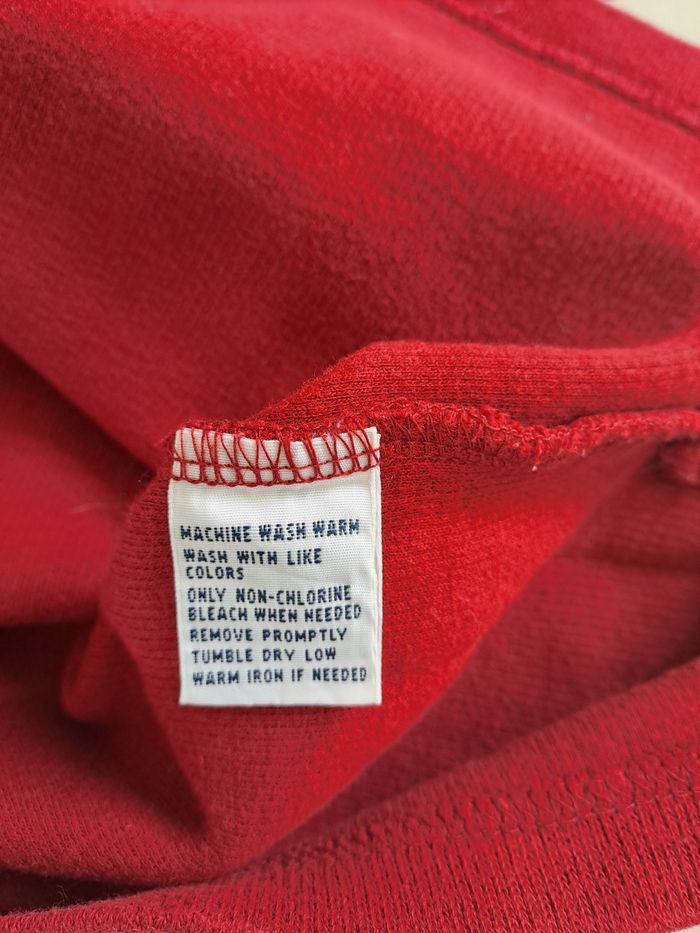 MACHINE WASH WARM
WASH WITH LIKE
COLORS
ONLY NON-CHLORINE
BLEACH WHEN NEEDED
REMOVE PROMPTLY
TUMBLE DRY LOW
WARM IRON IF NEEDED